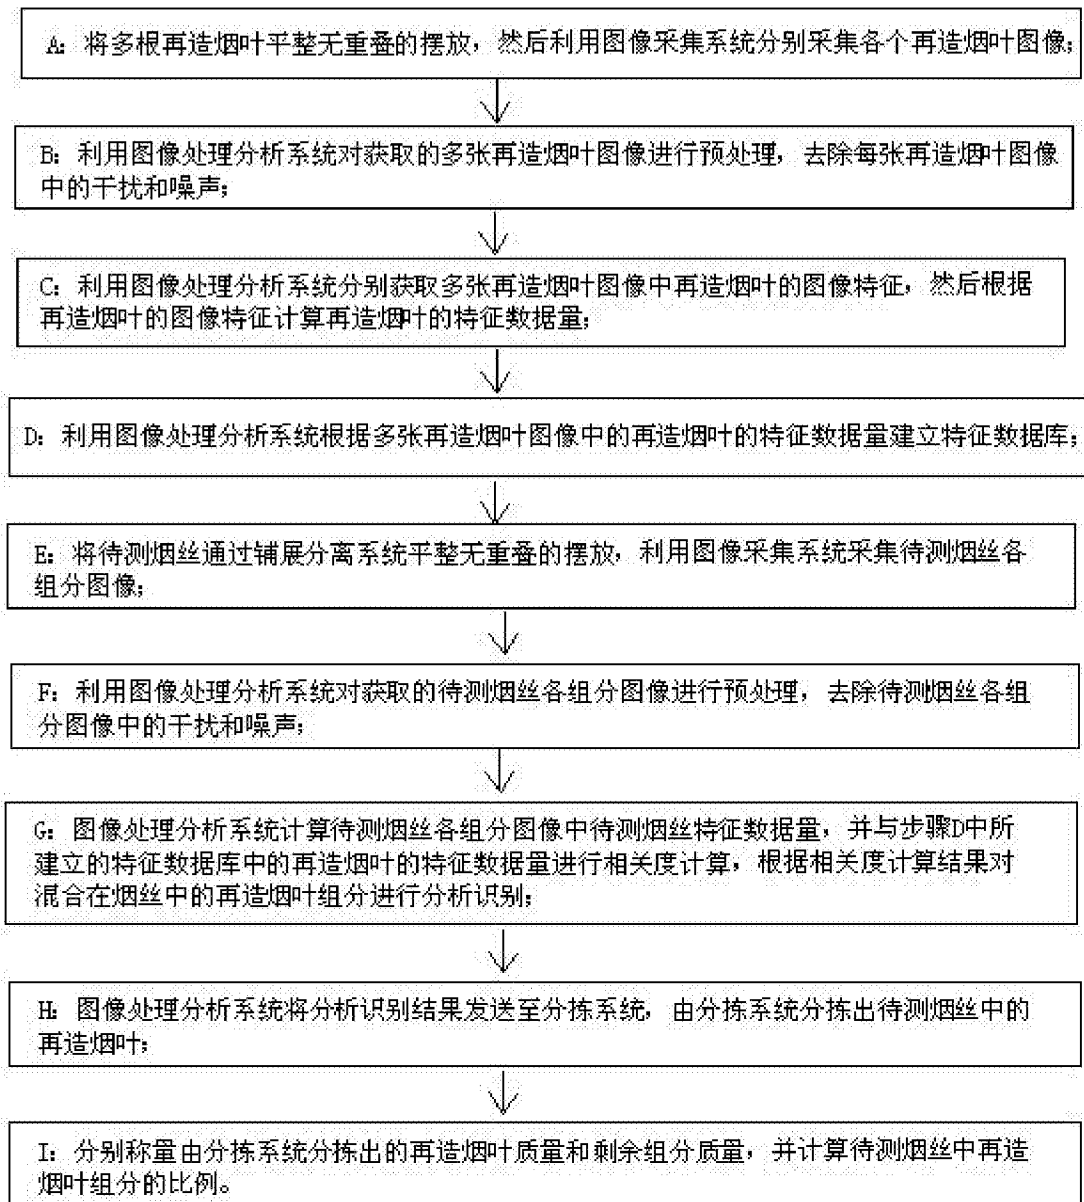 A：将多根再造烟叶平整无重叠的摆放，然后利用图像采集系统分别采集各个再造烟叶图像；
B：利用图像处理分析系统对获取的多张再造烟叶图像进行预处理，去除每张再造烟叶图像
中的干扰和噪声；
C：利用图像处理分析系统分别获取多张再造烟叶图像中再造烟叶的图像特征，然后根据
再造烟叶的图像特征计算再造烟叶的特征数据量；
D：利用图像处理分析系统根据多张再造烟叶图像中的再造烟叶的特征数据量建立特征数据库；
E：将待测烟丝通过铺展分离系统平整无重叠的摆放，利用图像采集系统采集待测烟丝各
组分图像；
F：利用图像处理分析系统对获取的待测烟丝各组分图像进行预处理，去除待测烟丝各组
分图像中的干扰和噪声；
G：图像处理分析系统计算待测烟丝各组分图像中待测烟丝特征数据量，并与步骤D中所
建立的特征数据库中的再造烟叶的特征数据量进行相关度计算，根据相关度计算结果对
混合在烟丝中的再造烟叶组分进行分析识别；
H：图像处理分析系统将分析识别结果发送至分拣系统，由分拣系统分拣出待测烟丝中的
再造烟叶；
I：分别称量由分拣系统分拣出的再造烟叶质量和剩余组分质量，并计算待测烟丝中再造
烟叶组分的比例。